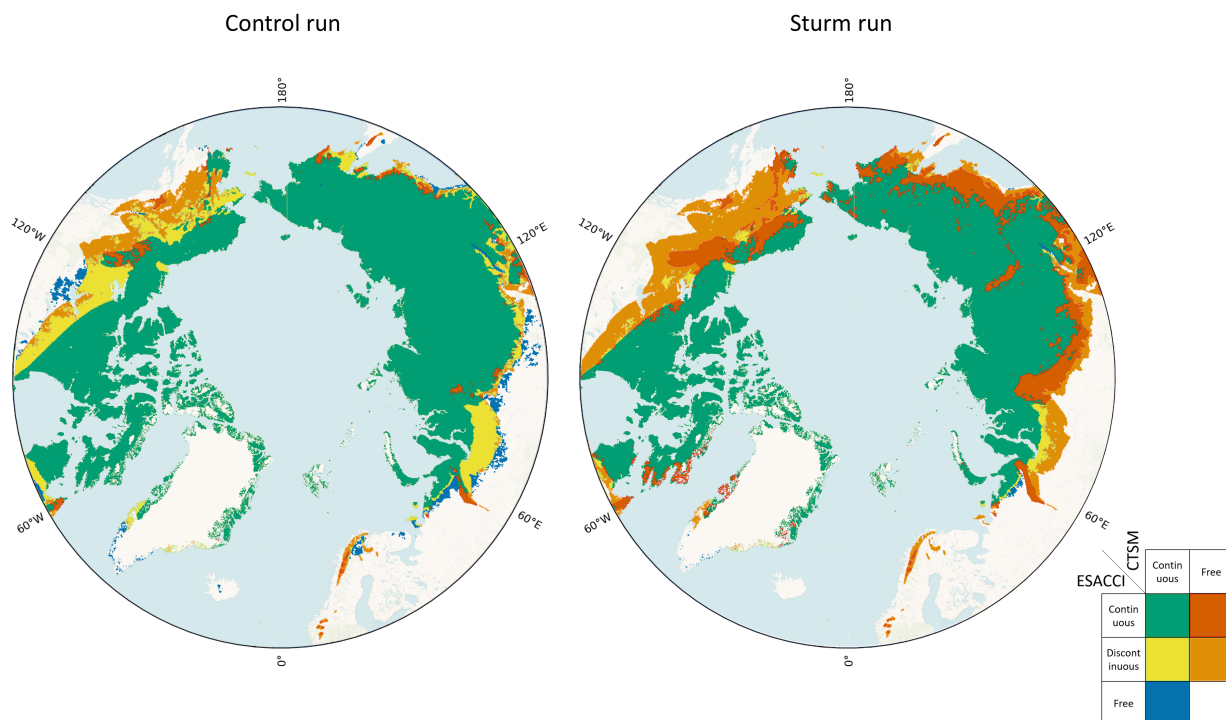 Control run
Sturm run
180°
180°
120°W
120°E
120°W
120°E
60°W
60°E
60°W
60°E
0°
0°
CTSM
ESACCI
Contin
uous
Free
Contin
uous
Discont
inuous
Free